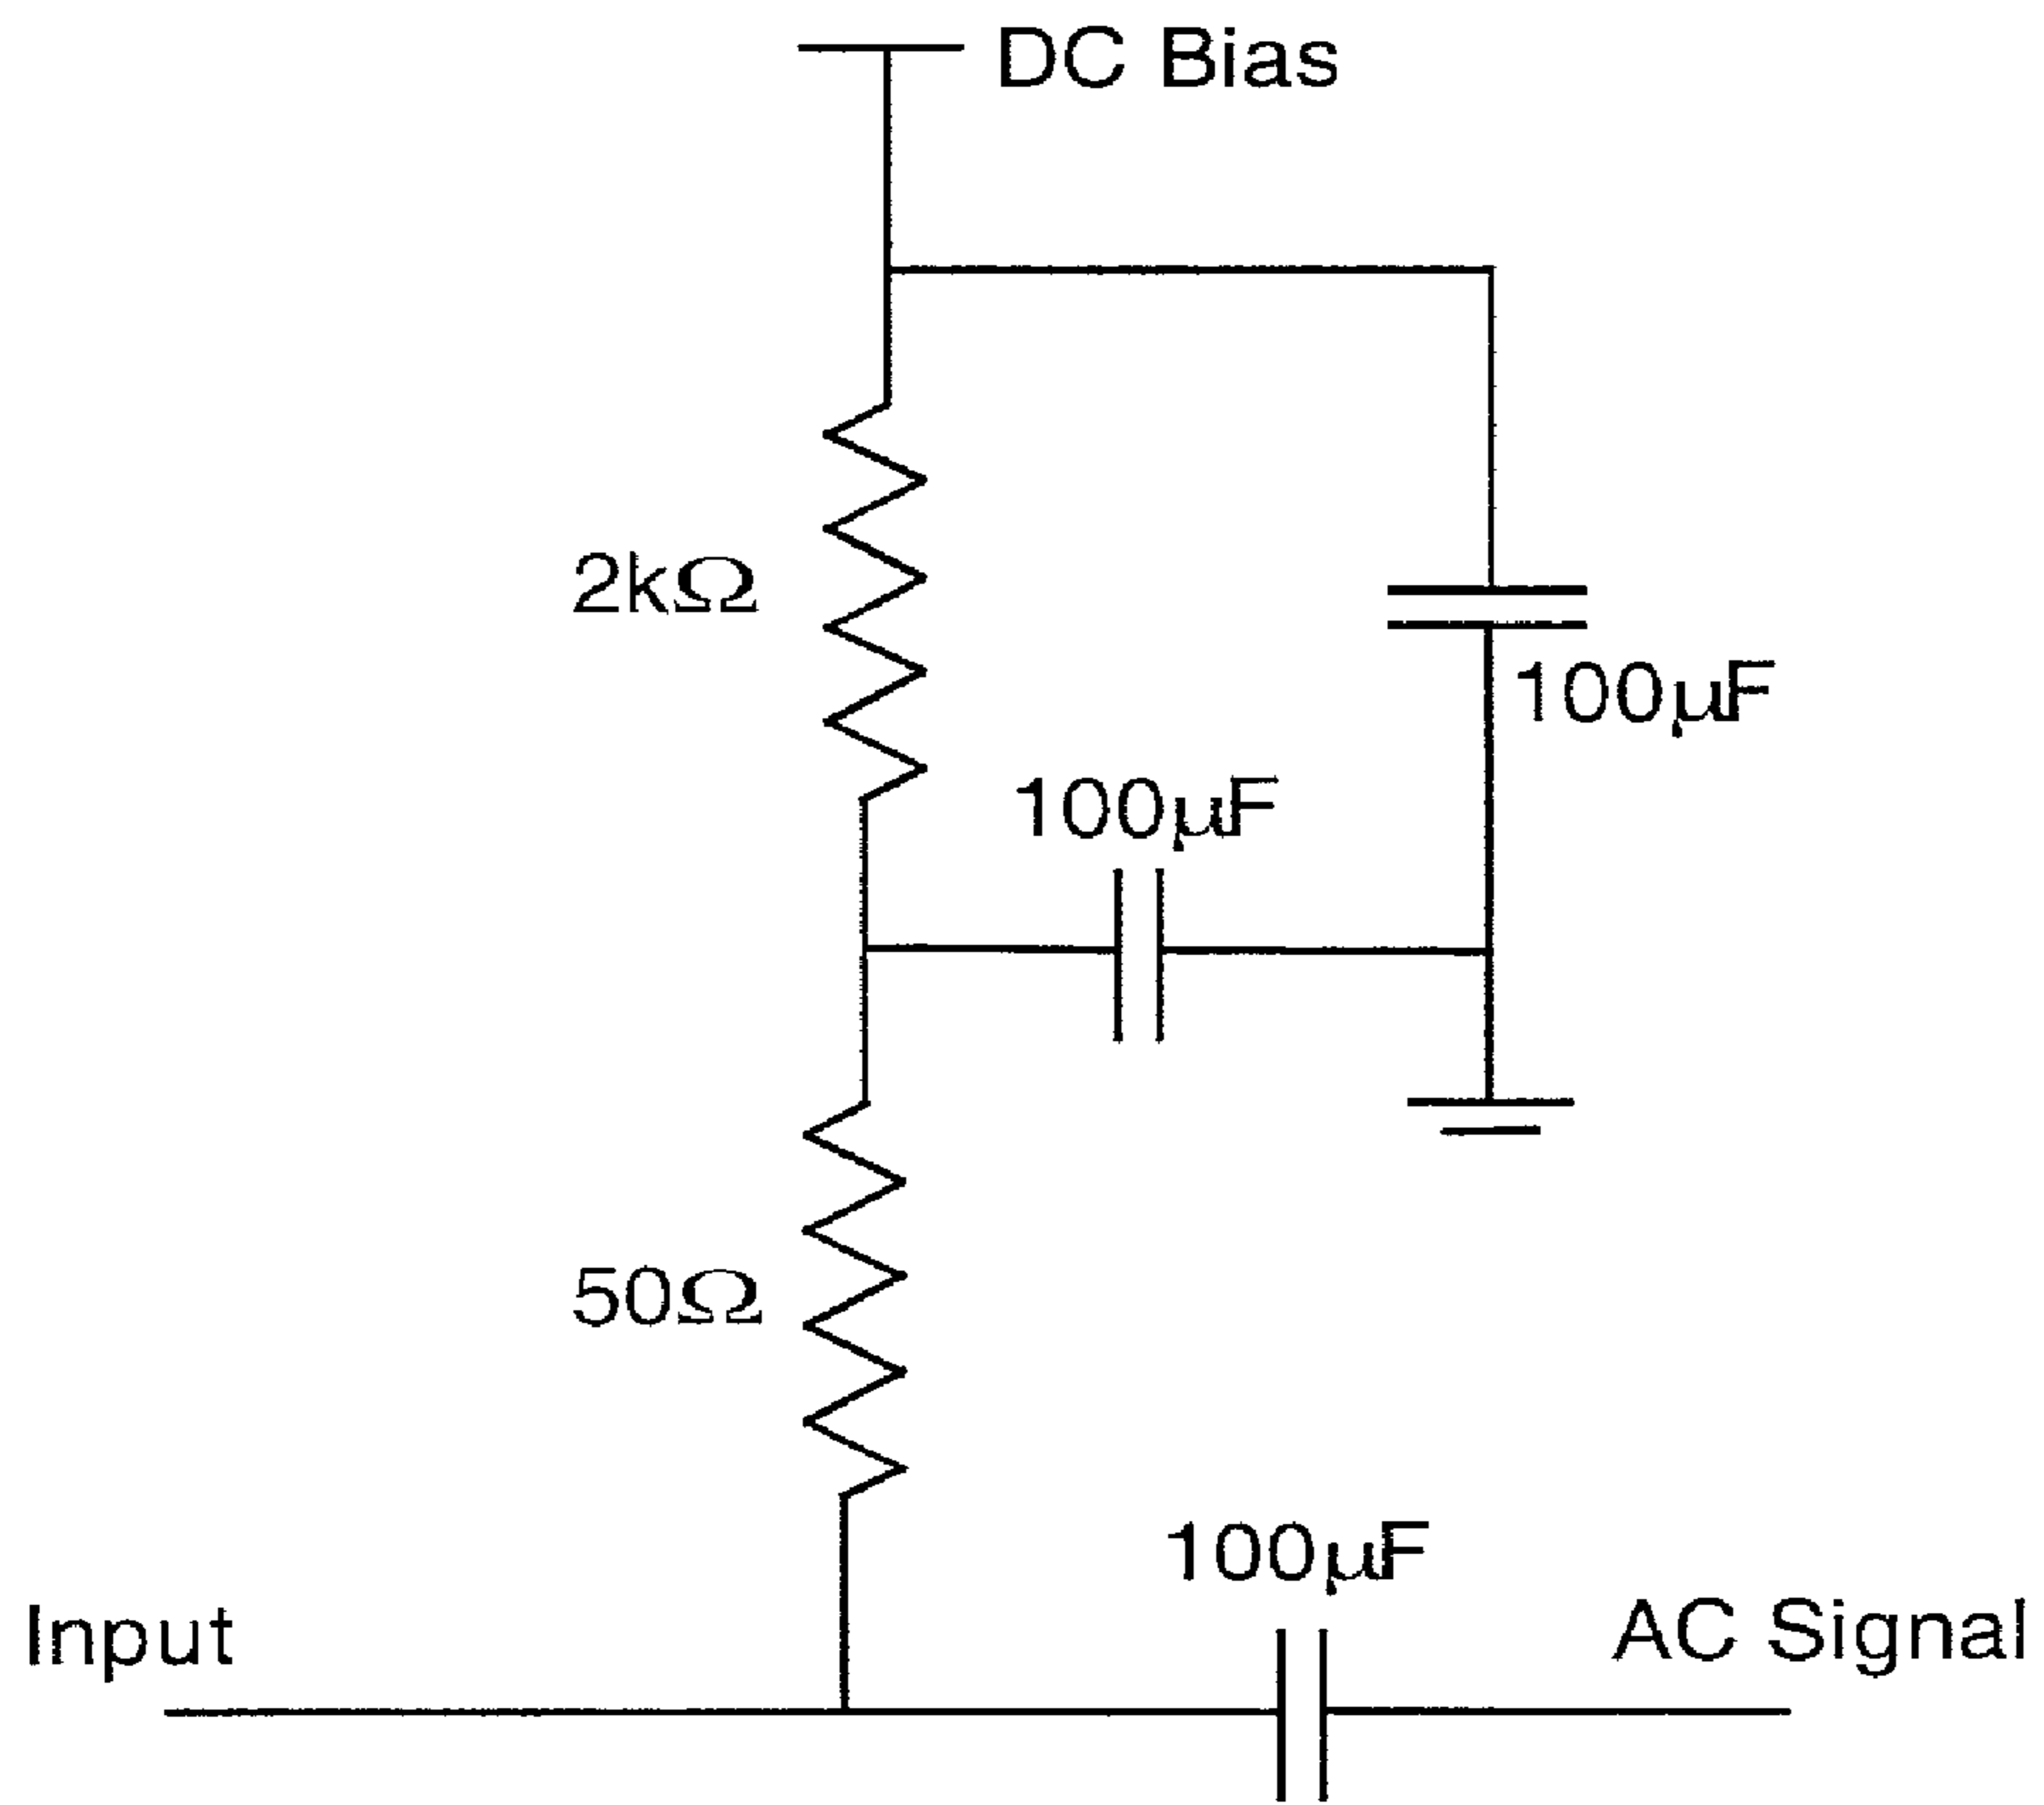 DC Bias
2kΩ
100µF
100µF
50Ω
100µF
Input
AC Signal